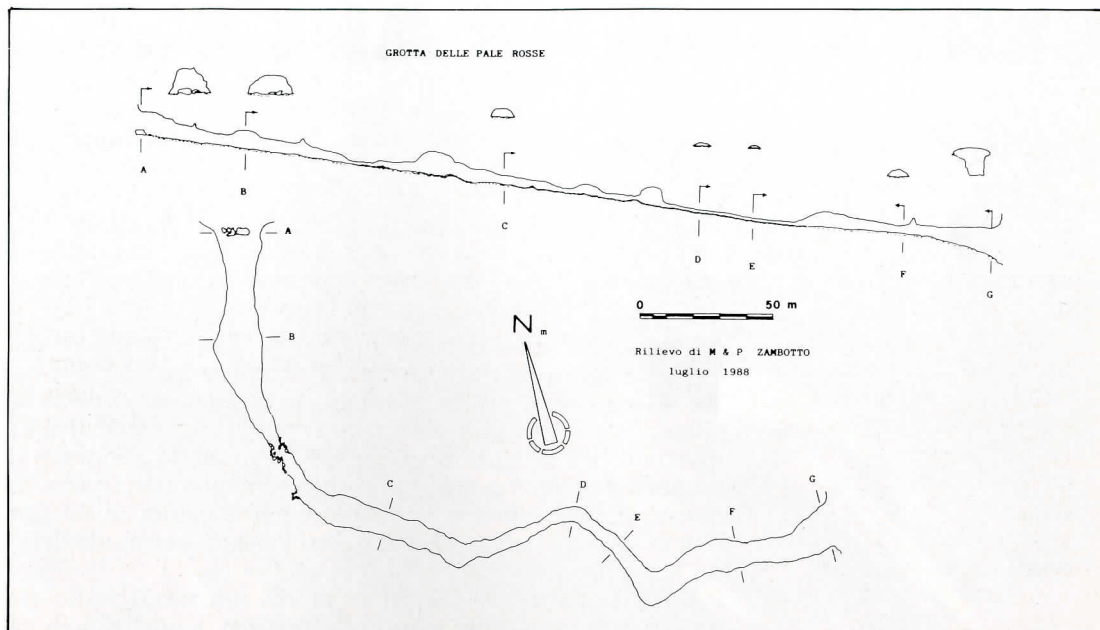 GROTTA DELLE PALE ROSSE
A
B
C
D
E
F
G
A
0 50 m
B
N m
Rilievo di M & P ZAMBOTTO
luglio 1988
C
D
G
E
F